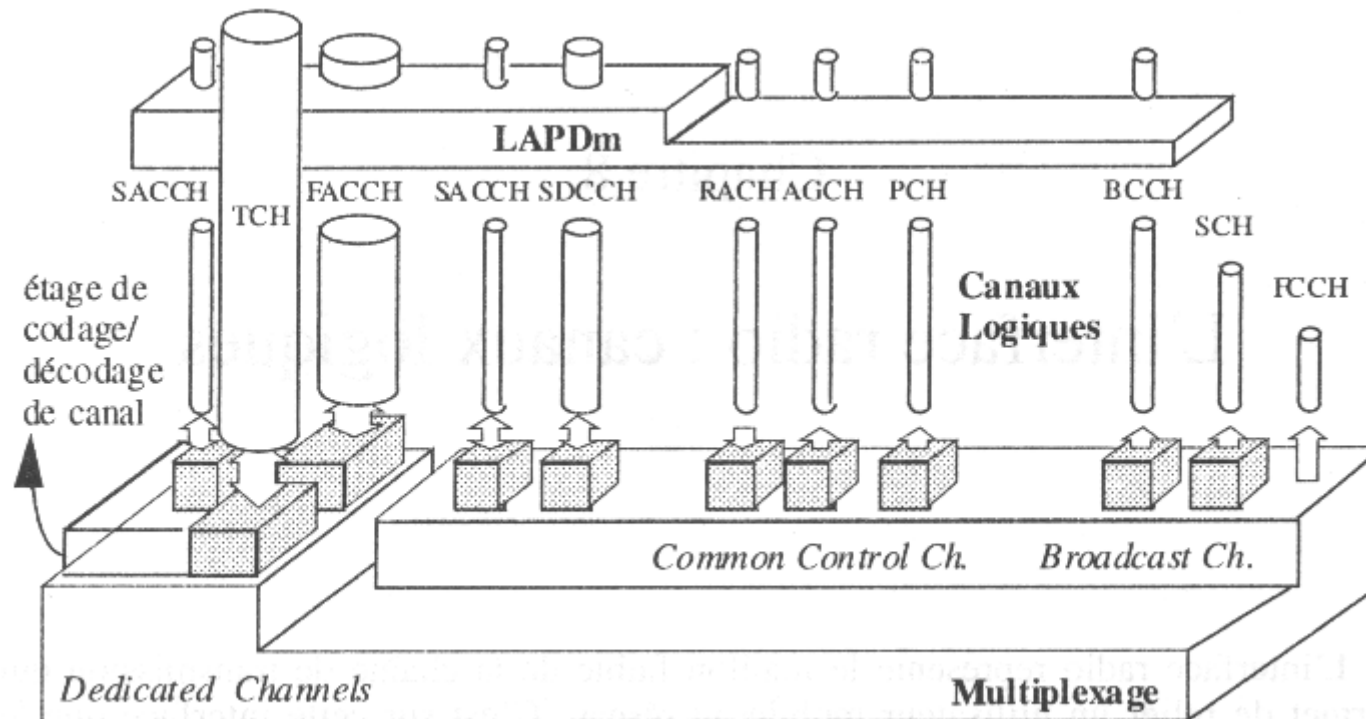 LAPDm
SACCH
TCH
FACCH
SACCH
SDCCH
RACH
AGCH
PCH
BCCH
SCH
FCCH
étage de
codage/
décodage
de canal
Canaux
Logiques
Common Control Ch.
Broadcast Ch.
Dedicated Channels
Multiplexage